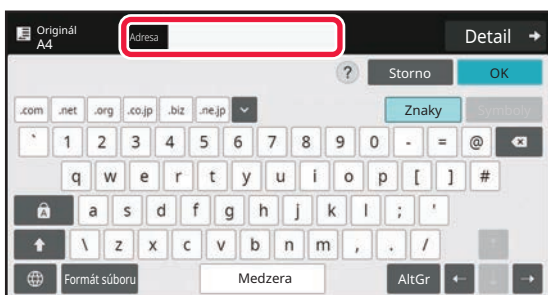 Originál
A4
Adresa
Detail →
? Storno OK
.com .net .org .co.jp .biz .ne.jp Znaky Symboly
` 1 2 3 4 5 6 7 8 9 0 - = @
q w e r t y u i o p [ ] #
A a s d f g h j k l ; '
\ z x c v b n m , . /
Formát súboru Medzera AltGr ← ↓ →